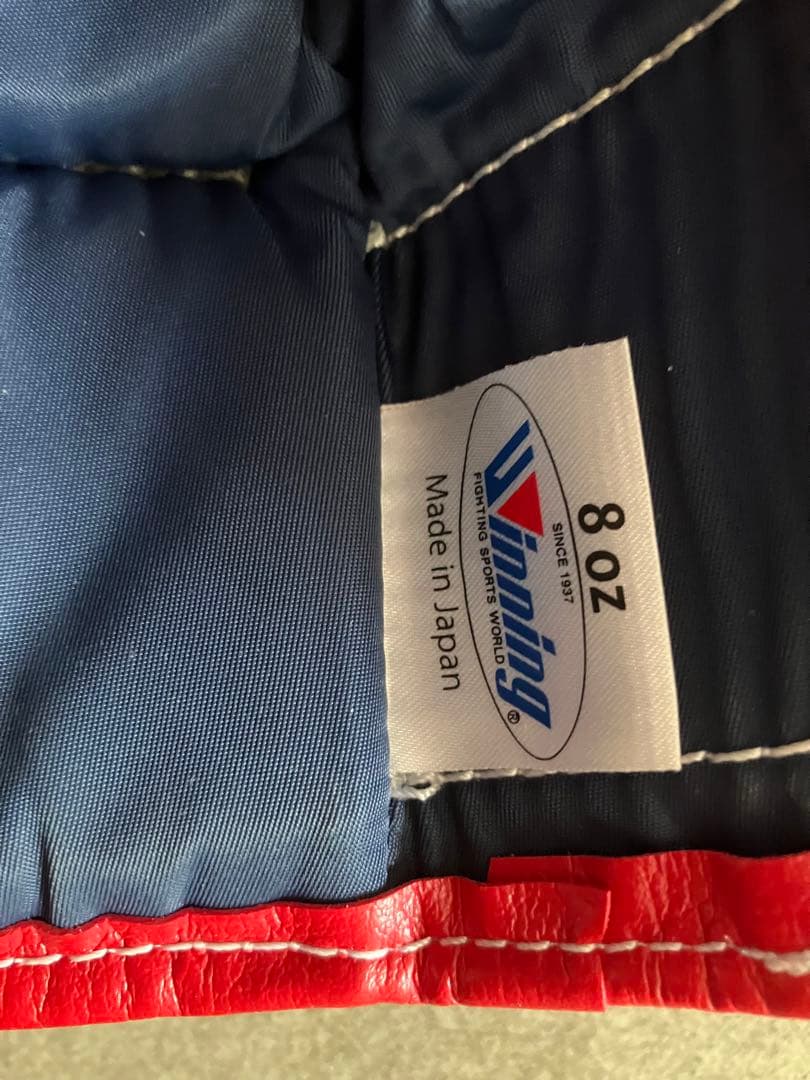 8 oz
SINCE 1937
Winning®
FIGHTING SPORTS WORLD
Made in Japan